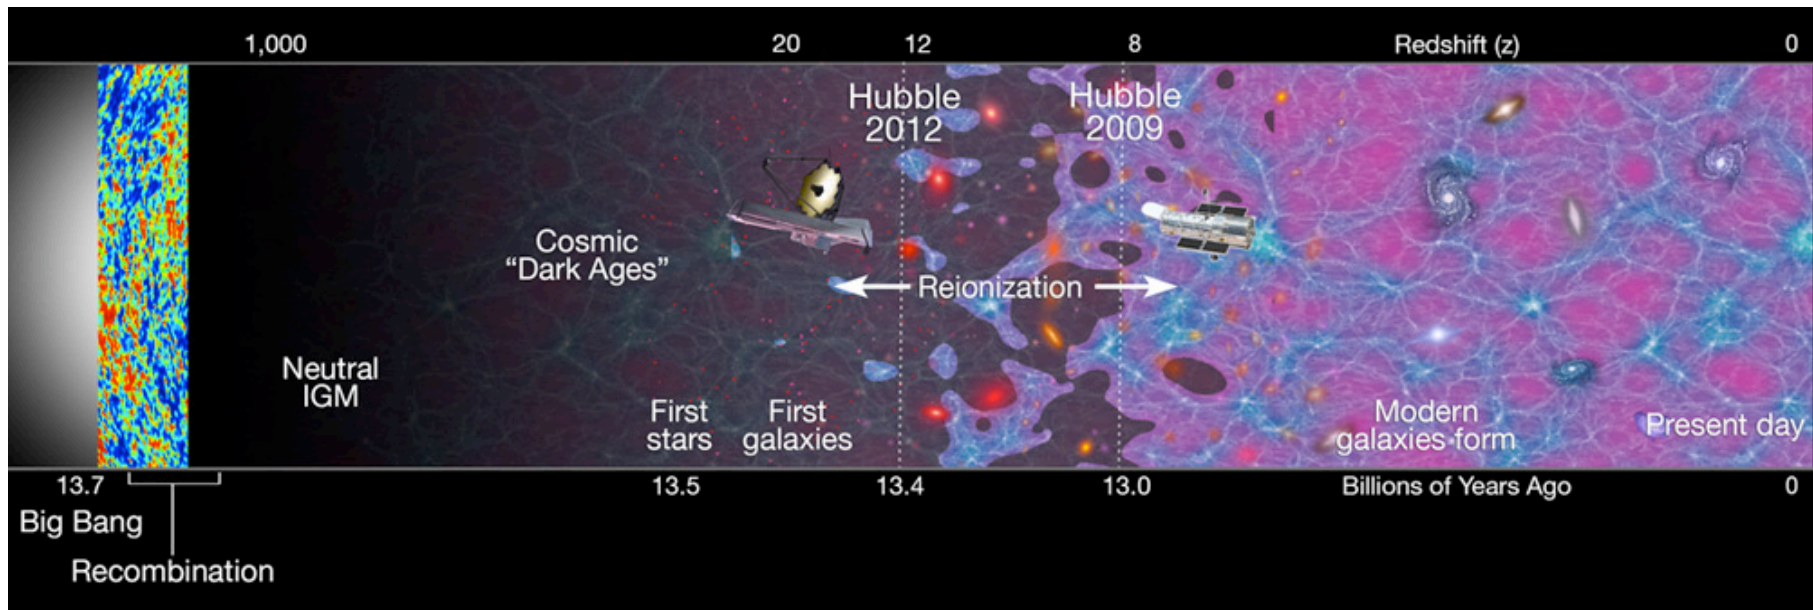 1,000 20 12 8 Redshift (z) 0
Hubble
2012
Hubble
2009
Cosmic
“Dark Ages”
Reionization
Neutral
IGM
First
stars
First
galaxies
Modern
galaxies form
Present day
13.7 13.5 13.4 13.0 Billions of Years Ago 0
Big Bang
Recombination